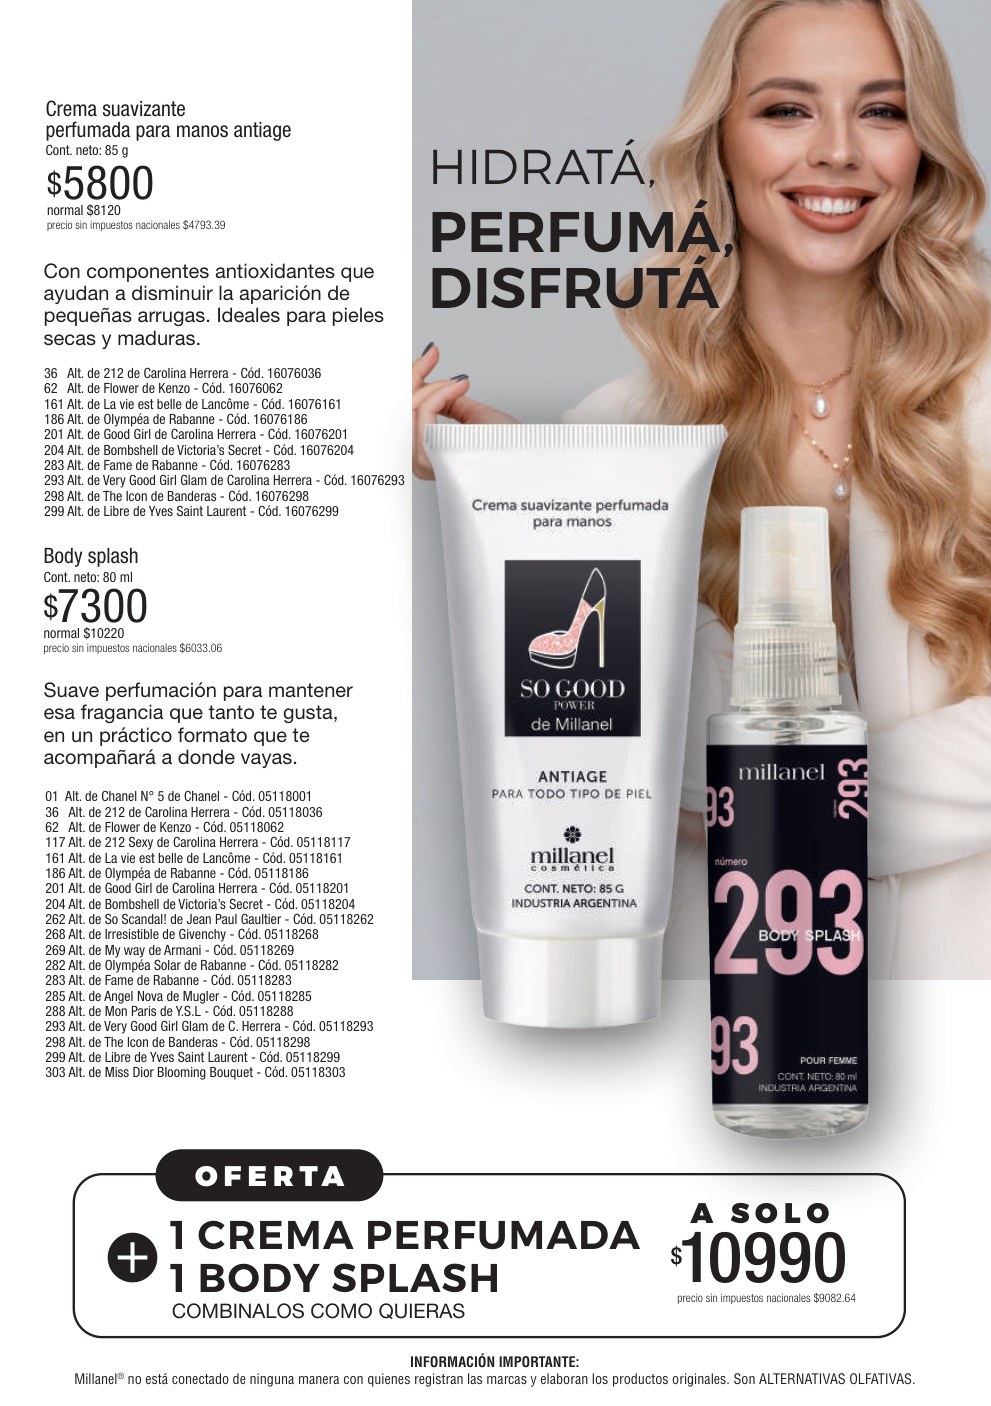 Crema suavizante
perfumada para manos antiage
Cont. neto: 85 g
$5800
normal $8120
precio sin impuestos nacionales $4793.39
Con componentes antioxidantes que
ayudan a disminuir la aparición de
pequeñas arrugas. Ideales para pieles
secas y maduras.
36 Alt. de 212 de Carolina Herrera - Cód. 16076036
62 Alt. de Flower de Kenzo - Cód. 16076062
161 Alt. de La vie est belle de Lancôme - Cód. 16076161
186 Alt. de Olympéa de Rabanne - Cód. 16076186
201 Alt. de Good Girl de Carolina Herrera - Cód. 16076201
204 Alt. de Bombshell de Victoria's Secret - Cód. 16076204
283 Alt. de Fame de Rabanne - Cód. 16076283
293 Alt. de Very Good Girl Glam de Carolina Herrera - Cód. 16076293
298 Alt. de The Icon de Banderas - Cód. 16076298
299 Alt. de Libre de Yves Saint Laurent - Cód. 16076299
Body splash
Cont. neto: 80 ml
$7300
normal $10220
precio sin impuestos nacionales $6033.06
Suave perfumación para mantener
esa fragancia que tanto te gusta,
en un práctico formato que te
acompañará a donde vayas.
01 Alt. de Chanel N° 5 de Chanel - Cód. 05118001
36 Alt. de 212 de Carolina Herrera - Cód. 05118036
62 Alt. de Flower de Kenzo - Cód. 05118062
117 Alt. de 212 Sexy de Carolina Herrera - Cód. 05118117
161 Alt. de La vie est belle de Lancôme - Cód. 05118161
186 Alt. de Olympéa de Rabanne - Cód. 05118186
201 Alt. de Good Girl de Carolina Herrera - Cód. 05118201
204 Alt. de Bombshell de Victoria's Secret - Cód. 05118204
262 Alt. de So Scandal! de Jean Paul Gaultier - Cód. 05118262
268 Alt. de Irresistible de Givenchy - Cód. 05118268
269 Alt. de My way de Armani - Cód. 05118269
282 Alt. de Olympéa Solar de Rabanne - Cód. 05118282
283 Alt. de Fame de Rabanne - Cód. 05118283
285 Alt. de Angel Nova de Mugler - Cód. 05118285
288 Alt. de Mon Paris de Y.S.L - Cód. 05118288
293 Alt. de Very Good Girl Glam de C. Herrera - Cód. 05118293
298 Alt. de The Icon de Banderas - Cód. 05118298
299 Alt. de Libre de Yves Saint Laurent - Cód. 05118299
303 Alt. de Miss Dior Blooming Bouquet - Cód. 05118303
HIDRATÁ,
PERFUMÁ,
DISFRUTÁ
Crema suavizante perfumada
para manos
SO GOOD
POWER
de Millanel
ANTIAGE
PARA TODO TIPO DE PIEL
millanel
cosmética
CONT. NETO: 85 G
INDUSTRIA ARGENTINA
millanel
93
293
número
293
BODY SPLASH
93
POUR FEMME
CONT. NETO: 80 ml
INDUSTRIA ARGENTINA
OFERTA
+
1 CREMA PERFUMADA
1 BODY SPLASH
COMBINALOS COMO QUIERAS
A SOLO
$10990
precio sin impuestos nacionales $9082.64
INFORMACIÓN IMPORTANTE:
Millanel® no está conectado de ninguna manera con quienes registran las marcas y elaboran los productos originales. Son ALTERNATIVAS OLFATIVAS.